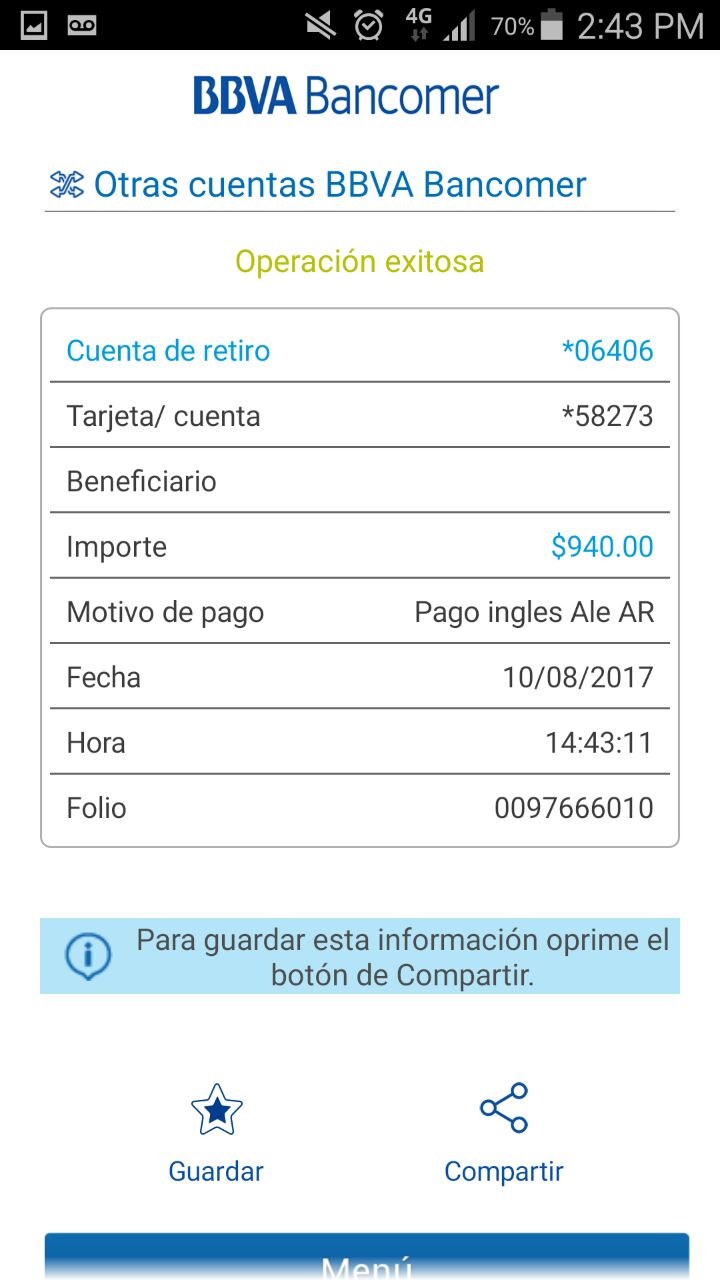 4G 70% 2:43 PM
BBVA Bancomer
Otras cuentas BBVA Bancomer
Operación exitosa
Cuenta de retiro *06406
Tarjeta/ cuenta *58273
Beneficiario
Importe $940.00
Motivo de pago Pago ingles Ale AR
Fecha 10/08/2017
Hora 14:43:11
Folio 0097666010
Para guardar esta información oprime el
botón de Compartir.
Guardar Compartir
Menú